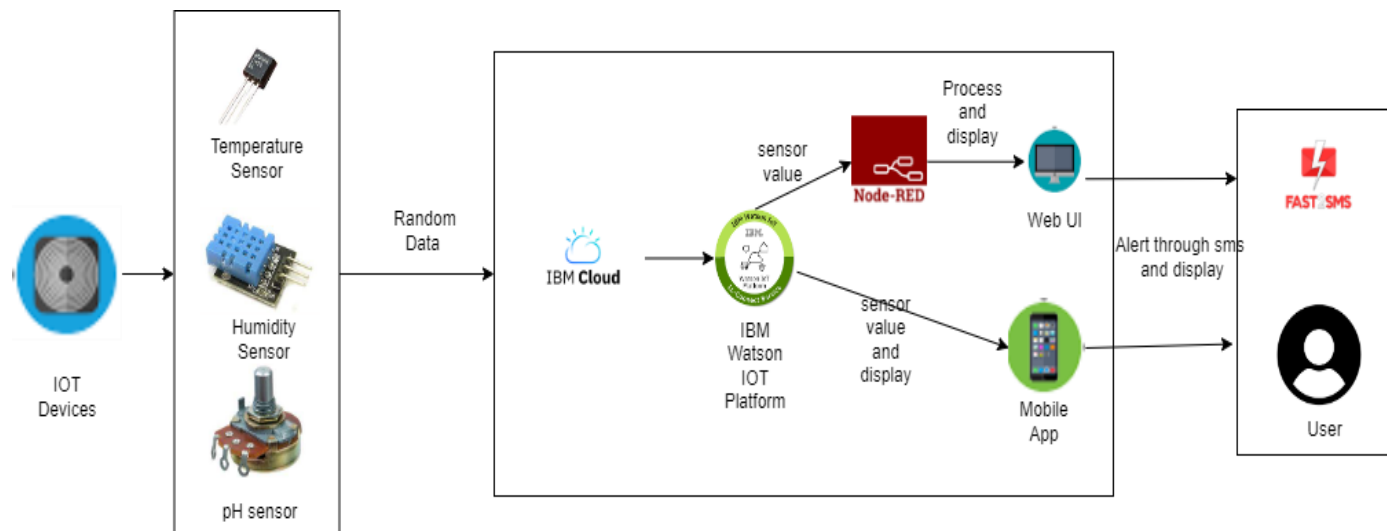 IOT
Devices
Temperature
Sensor
Humidity
Sensor
pH sensor
Random
Data
IBM Cloud
IBM
Watson
IOT
Platform
sensor
value
Node-RED
Process
and
display
Web UI
sensor
value
and
display
Mobile
App
Alert through sms
and display
FAST2SMS
User